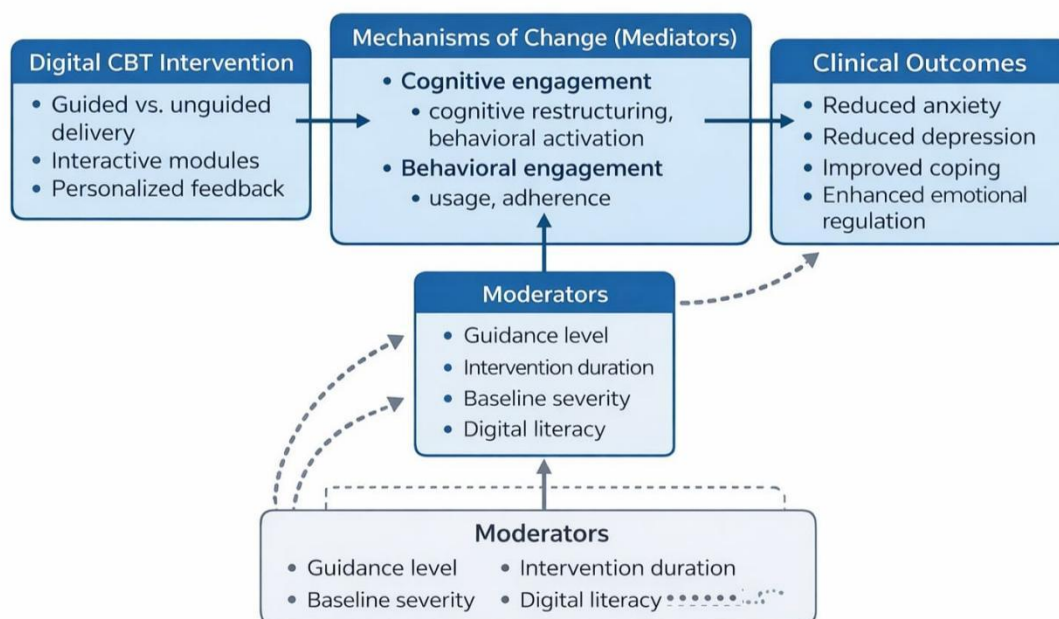 Digital CBT Intervention
• Guided vs. unguided
delivery
• Interactive modules
• Personalized feedback
Mechanisms of Change (Mediators)
• Cognitive engagement
• cognitive restructuring,
behavioral activation
• Behavioral engagement
• usage, adherence
Clinical Outcomes
• Reduced anxiety
• Reduced depression
• Improved coping
• Enhanced emotional
regulation
Moderators
• Guidance level
• Intervention duration
• Baseline severity
• Digital literacy
Moderators
• Guidance level • Intervention duration
• Baseline severity • Digital literacy